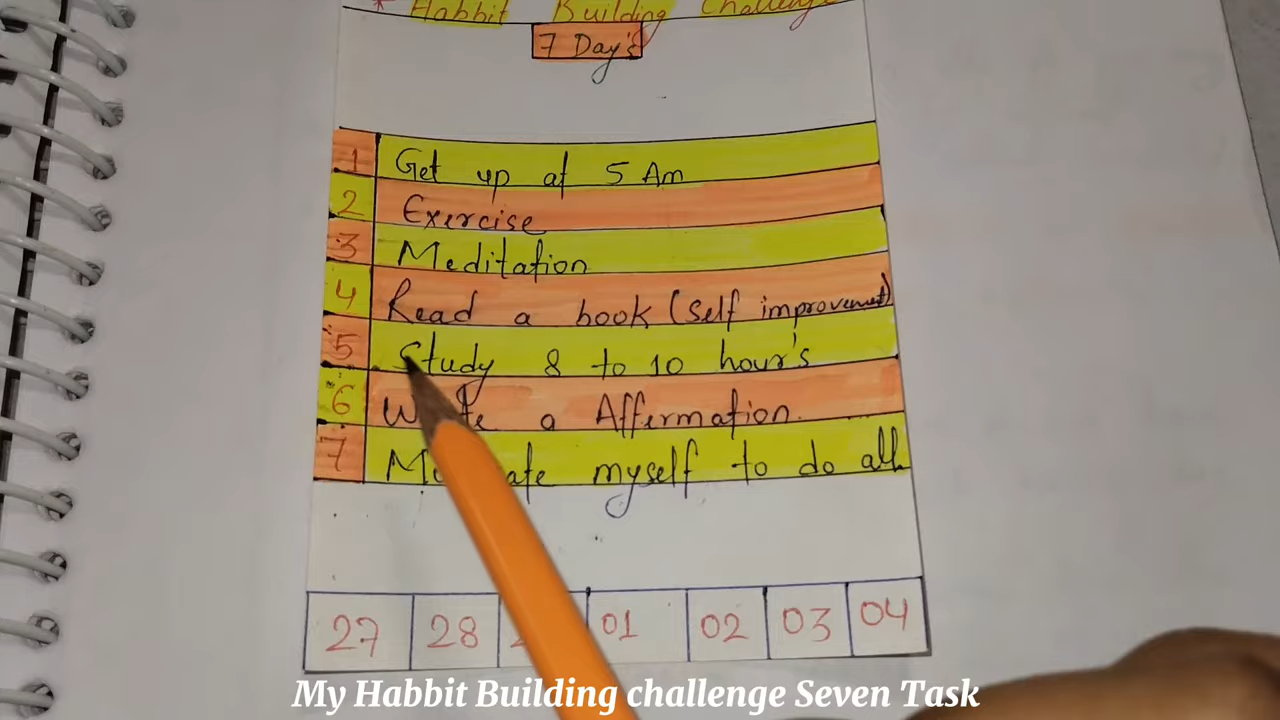 * Habbit Building Challenge
7 Day's
1 Get up at 5 Am
2 Exercise
3 Meditation
4 Read a book (Self improvement)
5 Study 8 to 10 hour's
6 a Affermation.
7 myself to do all.
27 28 01 02 03 04
My Habbit Building challenge Seven Task